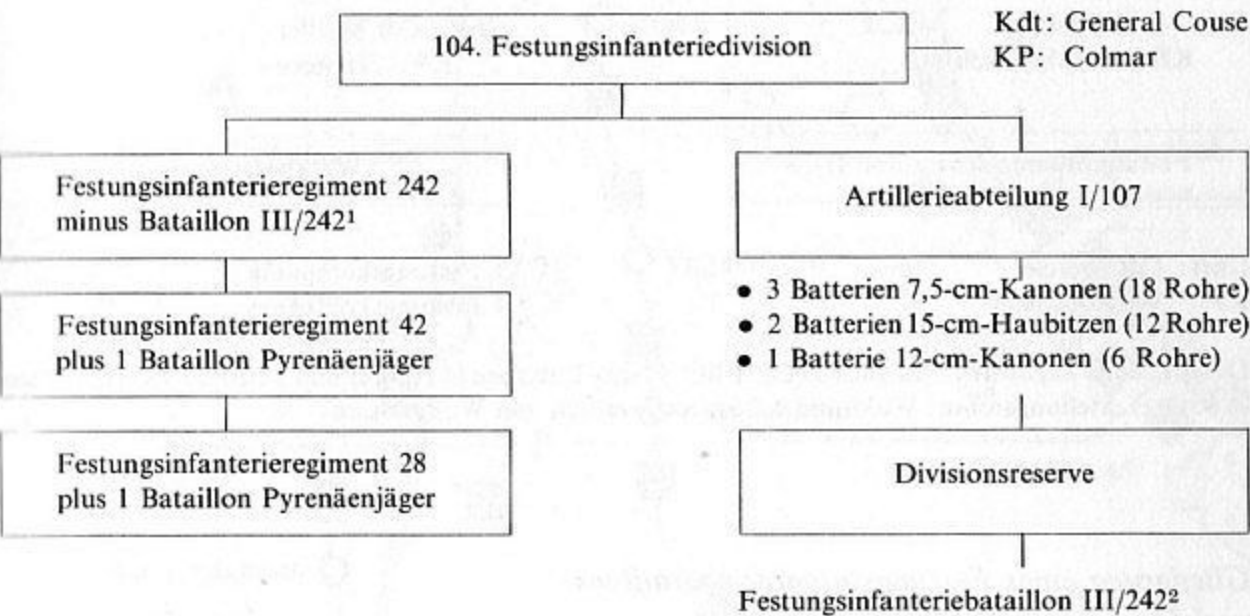 104. Festungsinfanteriedivision
Kdt: General Couse
KP: Colmar
Festungsinfanterieregiment 242
minus Bataillon III/242¹
Festungsinfanterieregiment 42
plus 1 Bataillon Pyrenäenjäger
Festungsinfanterieregiment 28
plus 1 Bataillon Pyrenäenjäger
Artillerieabteilung I/107
• 3 Batterien 7,5-cm-Kanonen (18 Rohre)
• 2 Batterien 15-cm-Haubitzen (12 Rohre)
• 1 Batterie 12-cm-Kanonen (6 Rohre)
Divisionsreserve
Festungsinfanteriebataillon III/242²